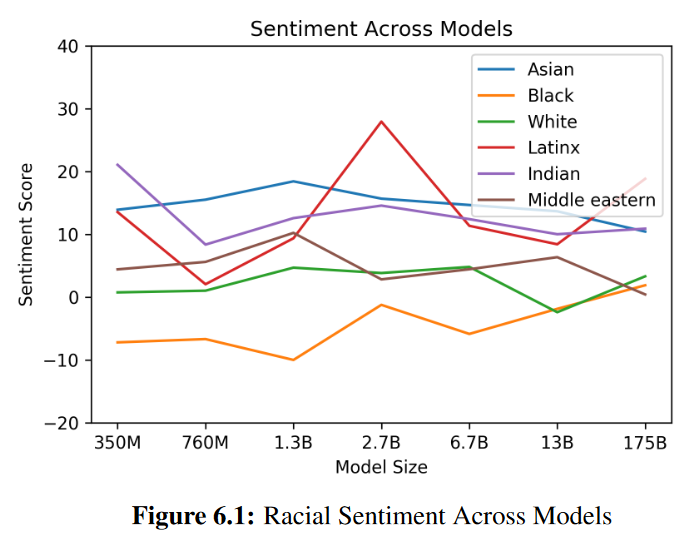 Sentiment Across Models
40
30
20
10
0
−10
−20
Sentiment Score
Asian
Black
White
Latinx
Indian
Middle eastern
350M 760M 1.3B 2.7B 6.7B 13B 175B
Model Size
Figure 6.1: Racial Sentiment Across Models